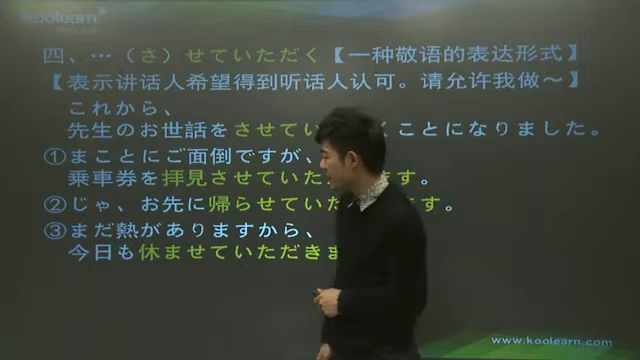 koolearn
四、…（さ）せていただく【一种敬语的表达形式】
【表示讲话人希望得到听话人认可。请允许我做～】
これから、
先生のお世話をさせてい くことになりました。
①まことにご面倒ですが、
乗車券を拝見させていた ます。
②じゃ、お先に帰らせていた ます。
③まだ熱がありますから、
今日も休ませていただきま
www.koolearn.com